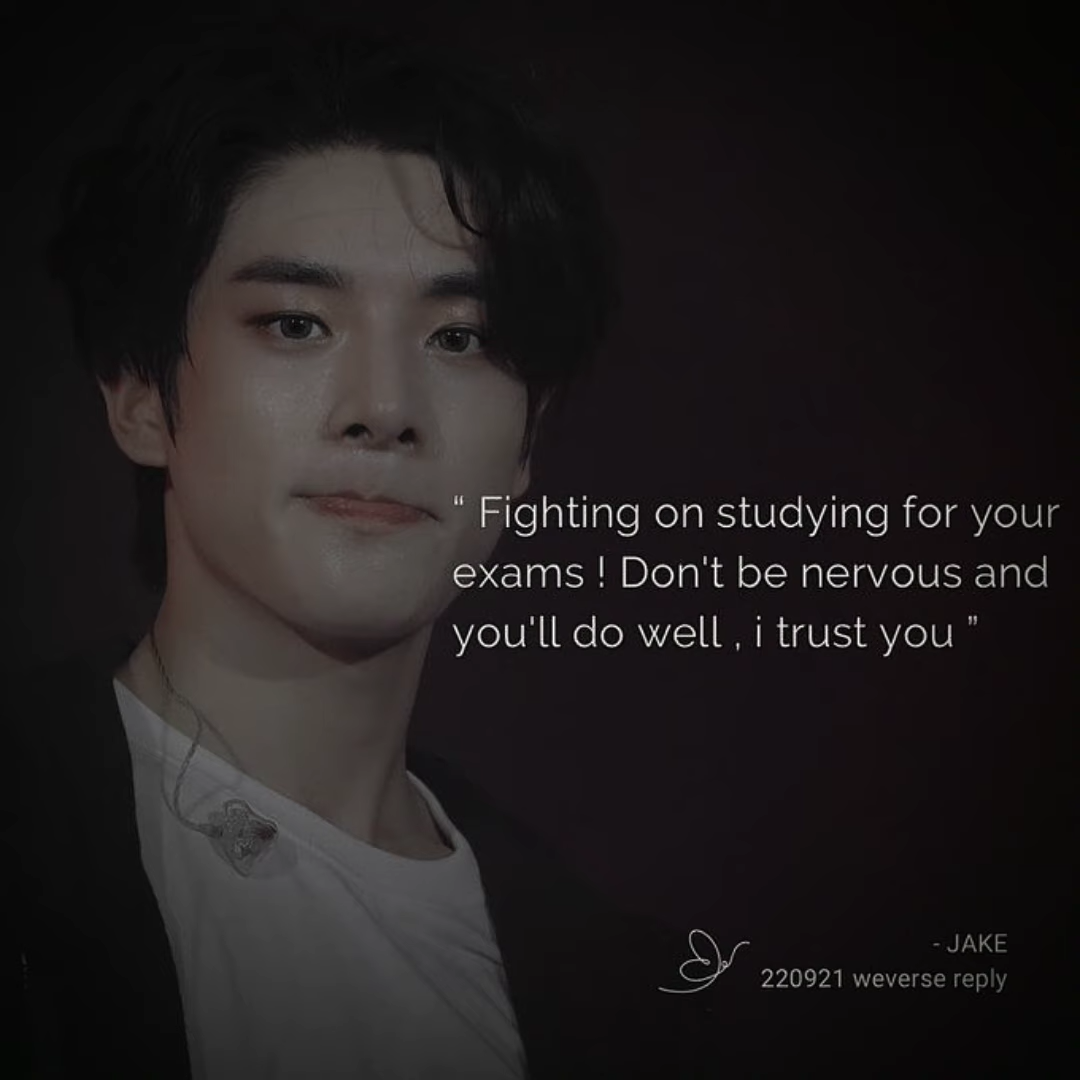 “ Fighting on studying for your
exams ! Don't be nervous and
you'll do well , i trust you ”
- JAKE
220921 weverse reply